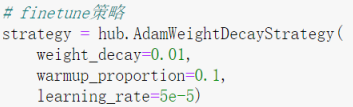 # finetune策略
strategy = hub.AdamWeightDecayStrategy(
    weight_decay=0.01,
    warmup_proportion=0.1,
    learning_rate=5e-5)